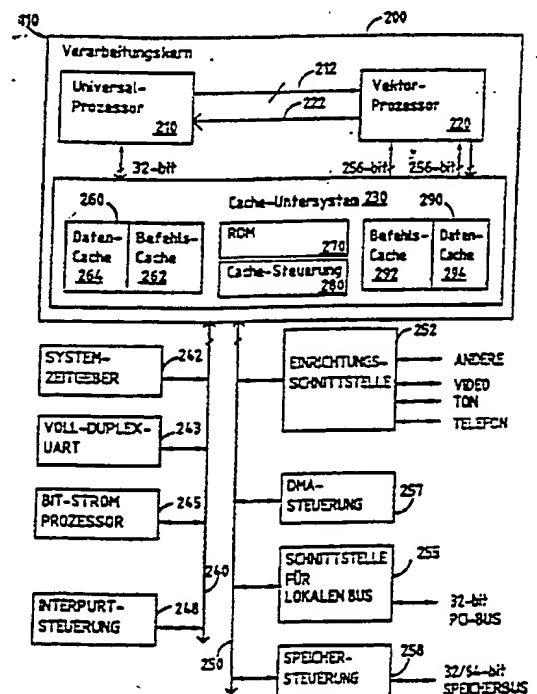 110
200
Verarbeitungskern
Universal-
Prozessor
210
212
222
Vektor-
Prozessor
220
32-bit
256-bit
256-bit
Cache-Untersystem 230
260
290
Daten-
Cache
264
Befehls-
Cache
262
ROM
270
Cache-Steuerung
280
Befehls-
Cache
292
Daten-
Cache
294
SYSTEM-
ZEITGEBER
242
VOLL-DUPLEX-
UART
243
BIT-STROM
PROZESSOR
245
INTERPURT-
STEUERUNG
248
240
250
EINRICHTUNGS-
SCHNITTSTELLE
252
ANDERE
VIDEO
TON
TELEFON
DMA-
STEUERUNG
257
SCHNITTSTELLE
FÜR
LOKALEN BUS
255
32-bit
PCI-BUS
SPEICHER-
STEUERUNG
258
32/64-bit
SPEICHERBUS